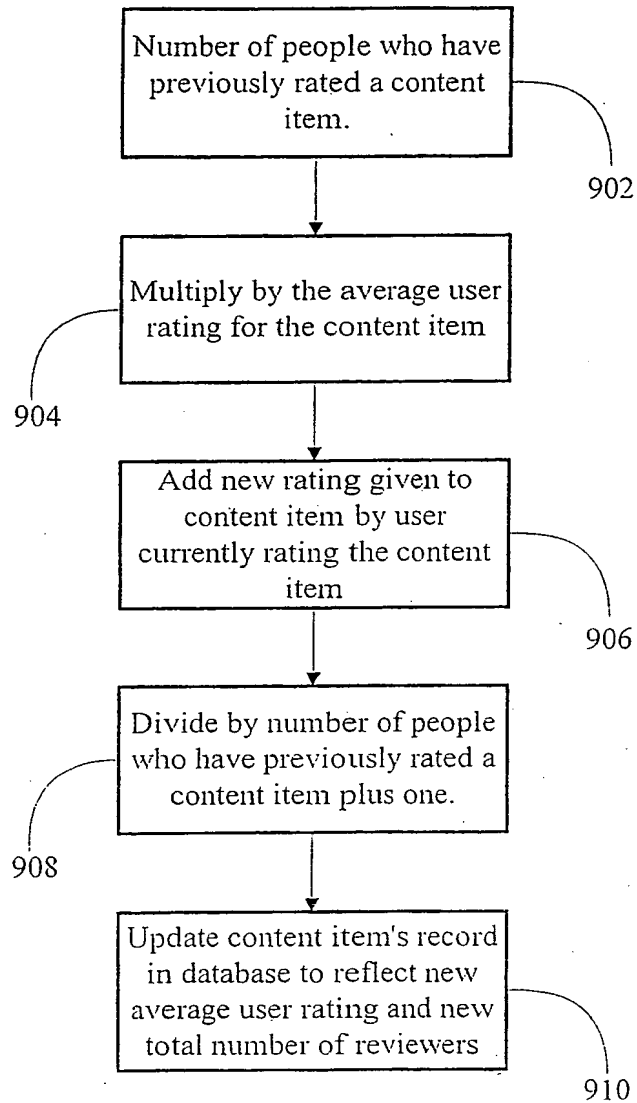 Number of people who have
previously rated a content
item.
902
Multiply by the average user
rating for the content item
904
Add new rating given to
content item by user
currently rating the content
item
906
Divide by number of people
who have previously rated a
content item plus one.
908
Update content item's record
in database to reflect new
average user rating and new
total number of reviewers
910